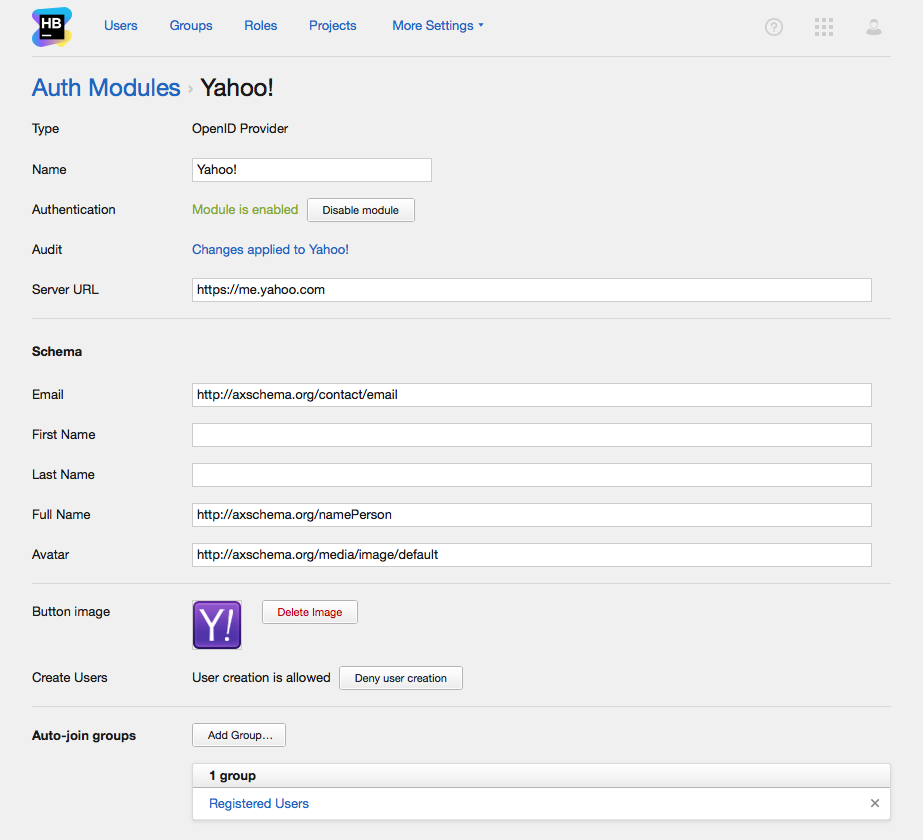 HB
Users Groups Roles Projects More Settings
?
Auth Modules › Yahoo!
Type OpenID Provider
Name Yahoo!
Authentication Module is enabled Disable module
Audit Changes applied to Yahoo!
Server URL https://me.yahoo.com
Schema
Email http://axschema.org/contact/email
First Name
Last Name
Full Name http://axschema.org/namePerson
Avatar http://axschema.org/media/image/default
Button image Y! Delete Image
Create Users User creation is allowed Deny user creation
Auto-join groups Add Group...
1 group
Registered Users ×